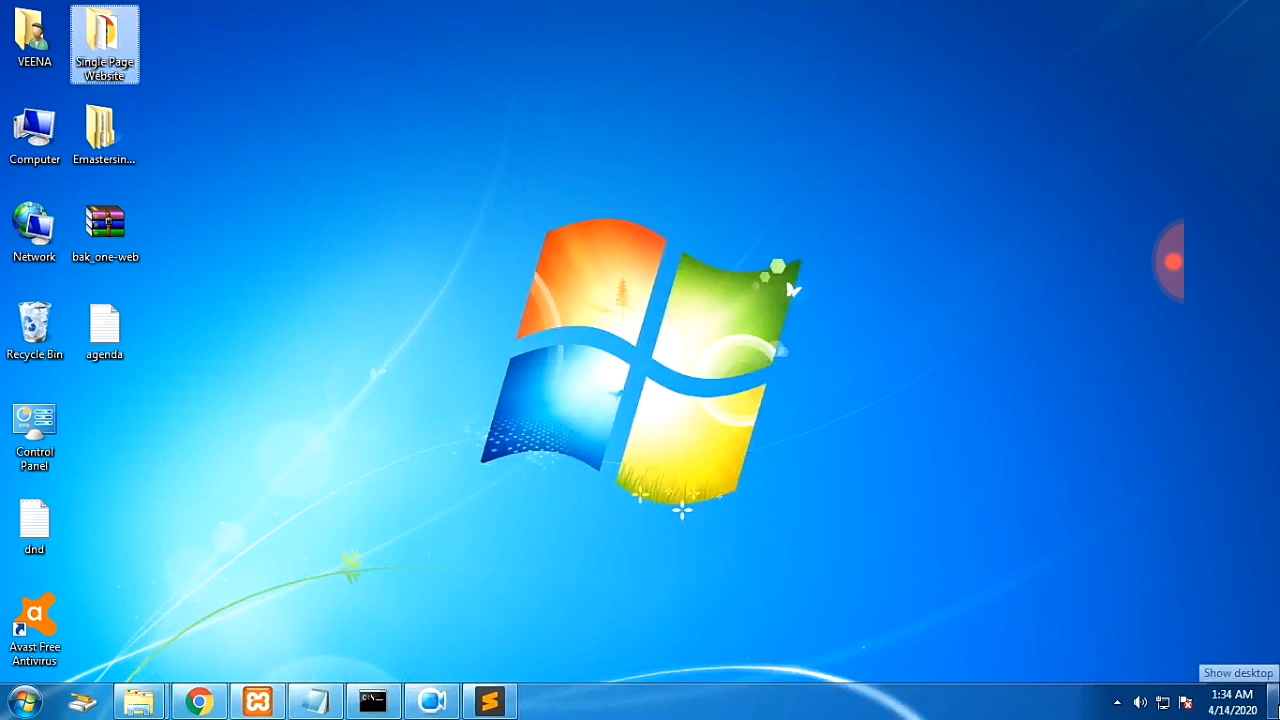 VEENA
Single Page
Website
Computer
Emastersin...
Network
bak_one-web
Recycle Bin
agenda
Control
Panel
dnd
Avast Free
Antivirus
Show desktop
1:34 AM
4/14/2020